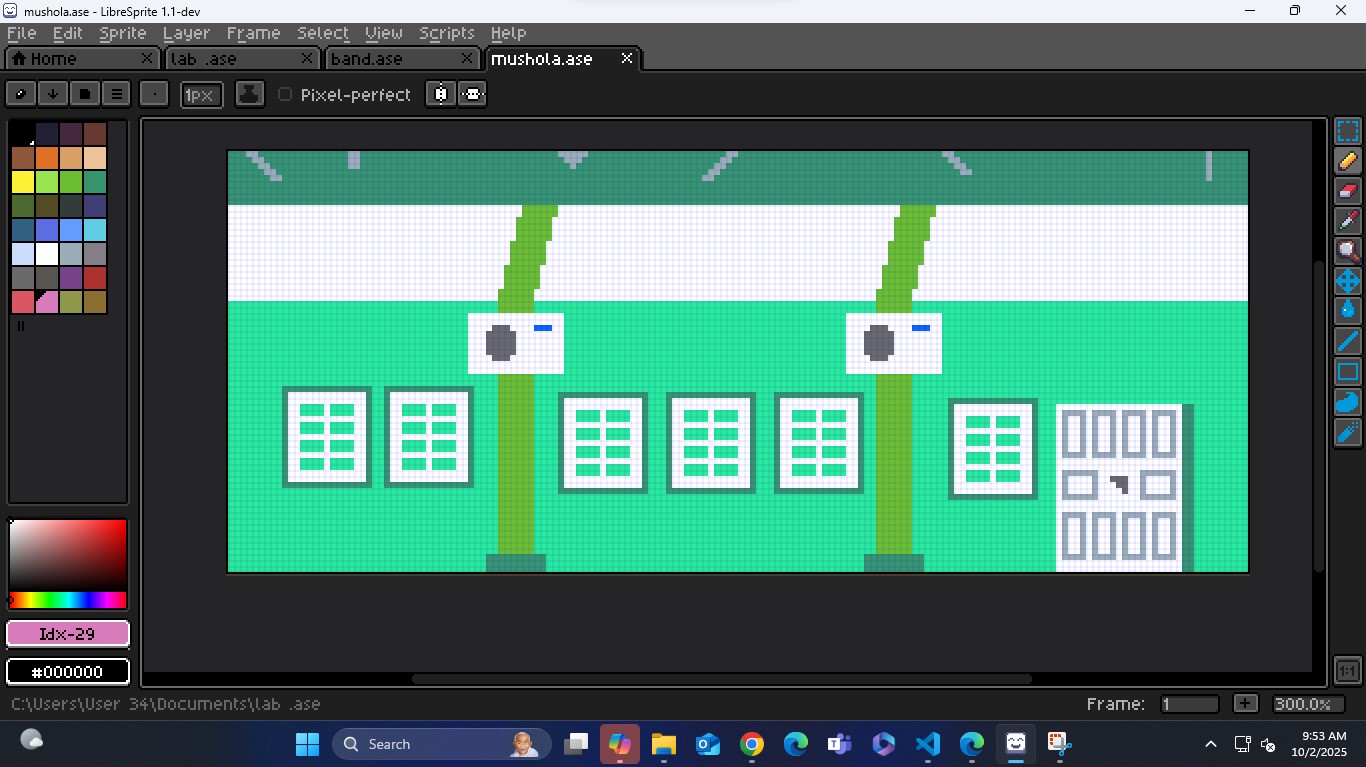 mushola.ase - LibreSprite 1.1-dev
File Edit Sprite Layer Frame Select View Scripts Help
Home lab .ase band.ase mushola.ase
1px Pixel-perfect
Idx-29
#000000
1:1
C:\Users\User 34\Documents\lab .ase Frame: 1 + 300.0%
Search
9:53 AM
10/2/2025